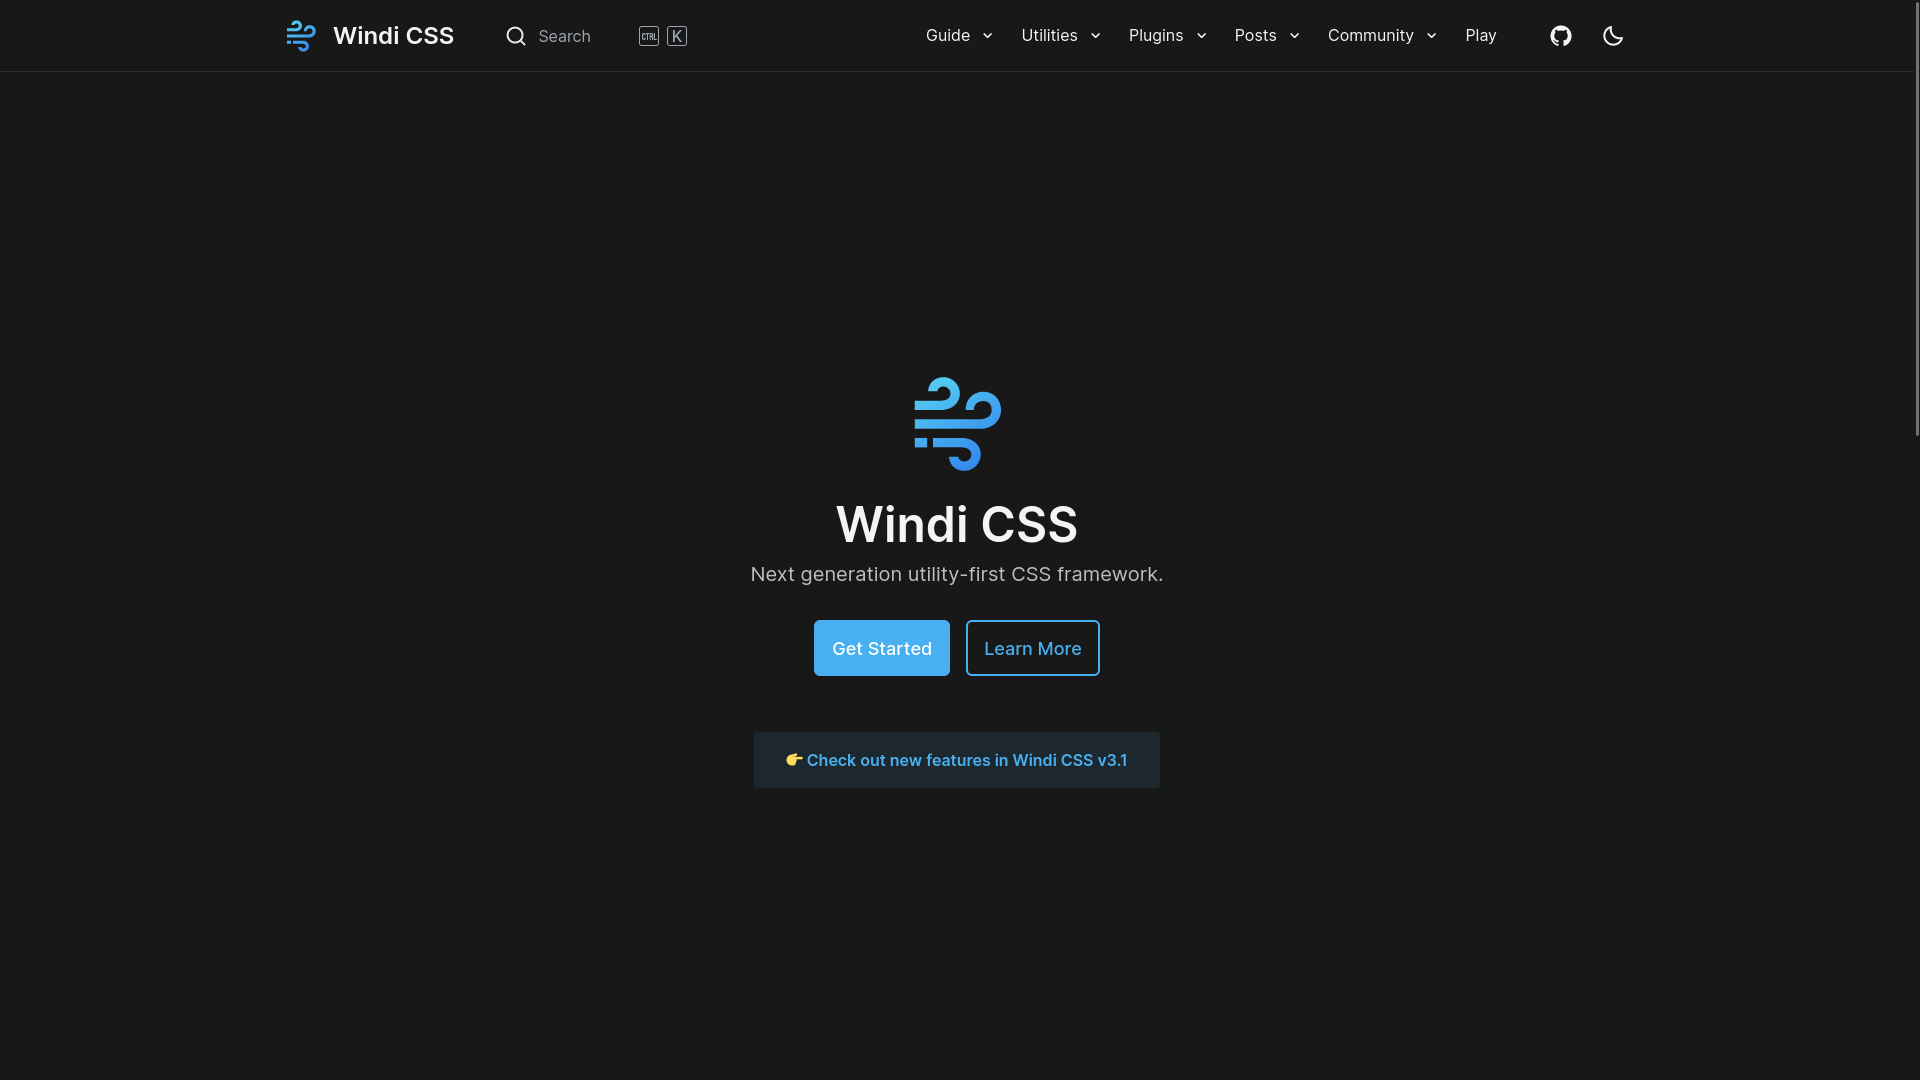 Windi CSS
Search
CTRL K
Guide
Utilities
Plugins
Posts
Community
Play
Windi CSS
Next generation utility-first CSS framework.
Get Started
Learn More
👉 Check out new features in Windi CSS v3.1